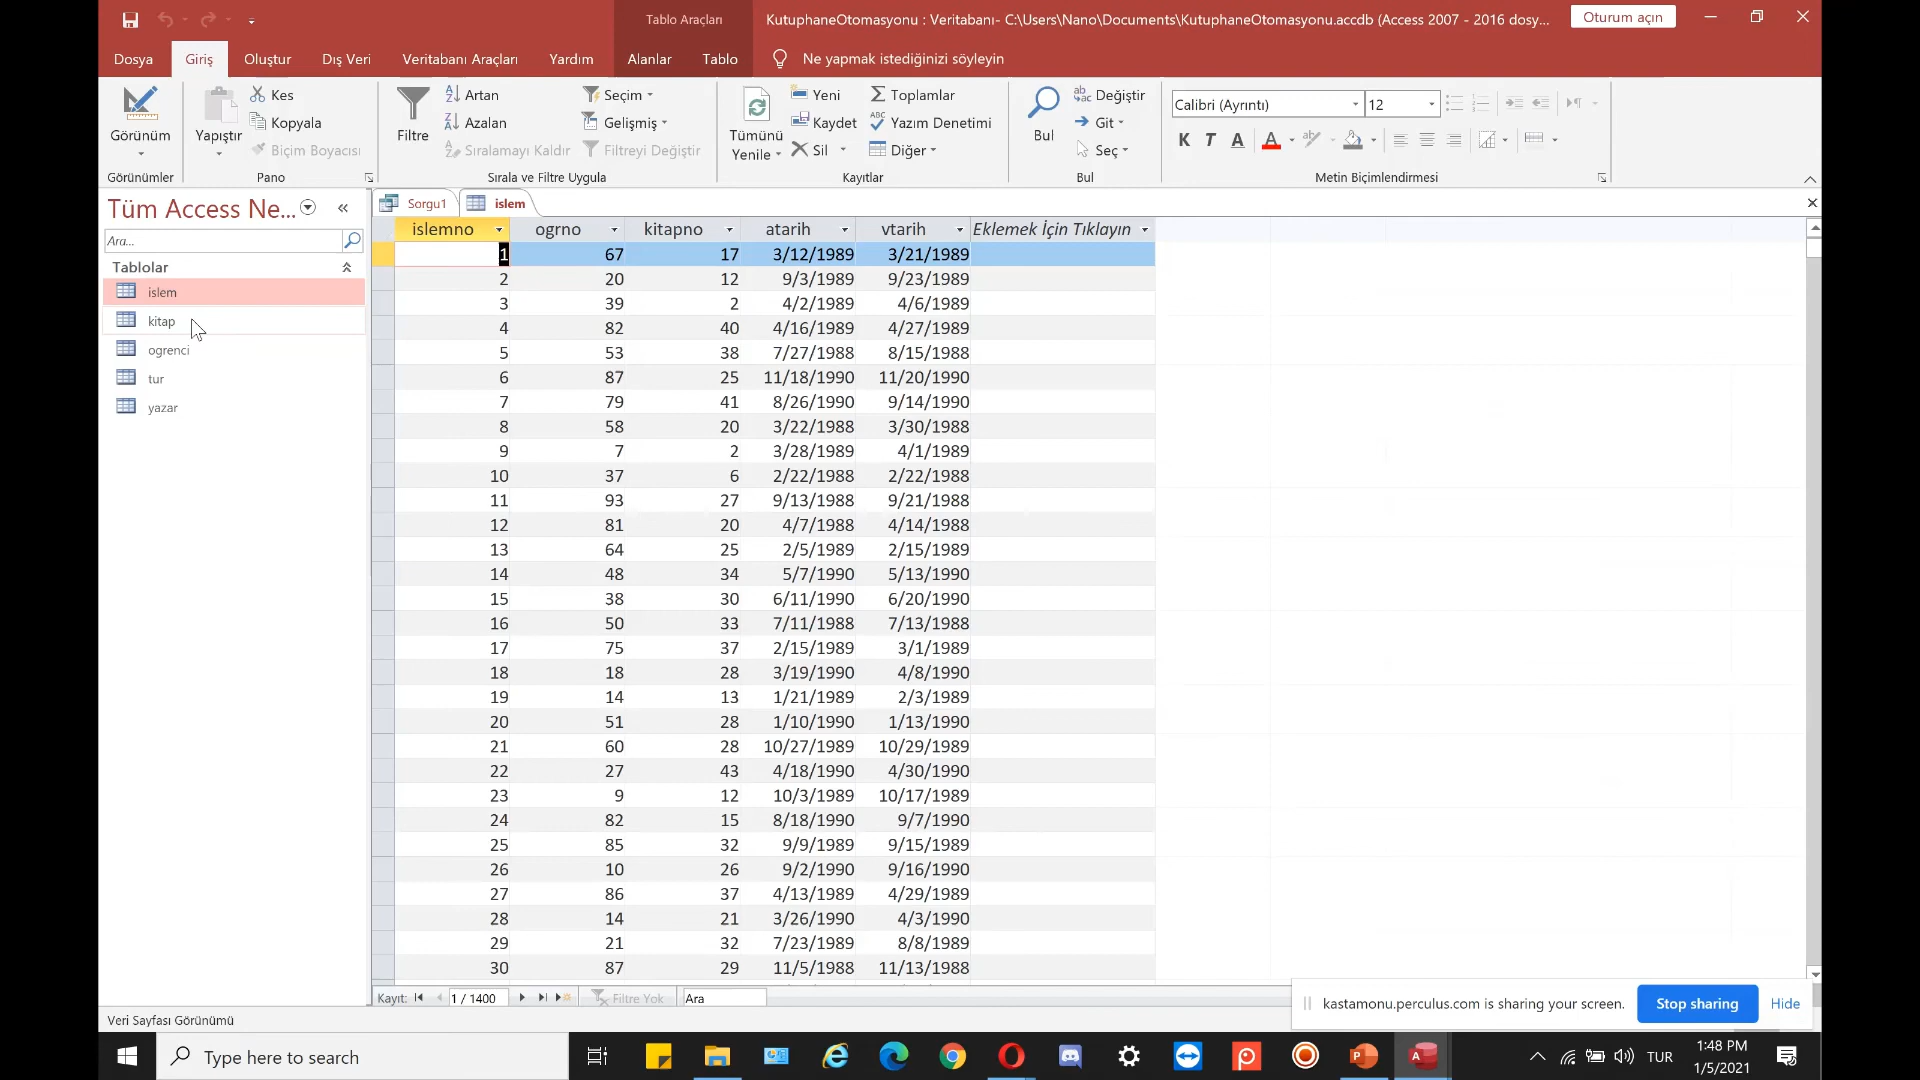 Tablo Araçları
KutuphaneOtomasyonu : Veritabanı- C:\Users\Nano\Documents\KutuphaneOtomasyonu.accdb (Access 2007 - 2016 dosy...
Oturum açın
Dosya Giriş Oluştur Dış Veri Veritabanı Araçları Yardım Alanlar Tablo Ne yapmak istediğinizi söyleyin
Görünüm
Görünümler
Yapıştır
Kes
Kopyala
Biçim Boyacısı
Pano
Filtre
Artan
Azalan
Sıralamayı Kaldır
Seçim
Gelişmiş
Filtreyi Değiştir
Sırala ve Filtre Uygula
Tümünü
Yenile
Yeni
Kaydet
Sil
Toplamlar
Yazım Denetimi
Diğer
Kayıtlar
Bul
Değiştir
Git
Seç
Bul
Calibri (Ayrıntı) 12
K T A
Metin Biçimlendirmesi
Tüm Access Ne...
Ara...
Tablolar
islem
kitap
ogrenci
tur
yazar
Sorgu1 islem
islemno ogrno kitapno atarih vtarih Eklemek İçin Tıklayın
1 67 17 3/12/1989 3/21/1989
2 20 12 9/3/1989 9/23/1989
3 39 2 4/2/1989 4/6/1989
4 82 40 4/16/1989 4/27/1989
5 53 38 7/27/1988 8/15/1988
6 87 25 11/18/1990 11/20/1990
7 79 41 8/26/1990 9/14/1990
8 58 20 3/22/1988 3/30/1988
9 7 2 3/28/1989 4/1/1989
10 37 6 2/22/1988 2/22/1988
11 93 27 9/13/1988 9/21/1988
12 81 20 4/7/1988 4/14/1988
13 64 25 2/5/1989 2/15/1989
14 48 34 5/7/1990 5/13/1990
15 38 30 6/11/1990 6/20/1990
16 50 33 7/11/1988 7/13/1988
17 75 37 2/15/1989 3/1/1989
18 18 28 3/19/1990 4/8/1990
19 14 13 1/21/1989 2/3/1989
20 51 28 1/10/1990 1/13/1990
21 60 28 10/27/1989 10/29/1989
22 27 43 4/18/1990 4/30/1990
23 9 12 10/3/1989 10/17/1989
24 82 15 8/18/1990 9/7/1990
25 85 32 9/9/1989 9/15/1989
26 10 26 9/2/1990 9/16/1990
27 86 37 4/13/1989 4/29/1989
28 14 21 3/26/1990 4/3/1990
29 21 32 7/23/1989 8/8/1989
30 87 29 11/5/1988 11/13/1988
Kayıt: 1 / 1400 Filtre Yok Ara
Veri Sayfası Görünümü
kastamonu.perculus.com is sharing your screen. Stop sharing Hide
Type here to search
TUR
1:48 PM
1/5/2021